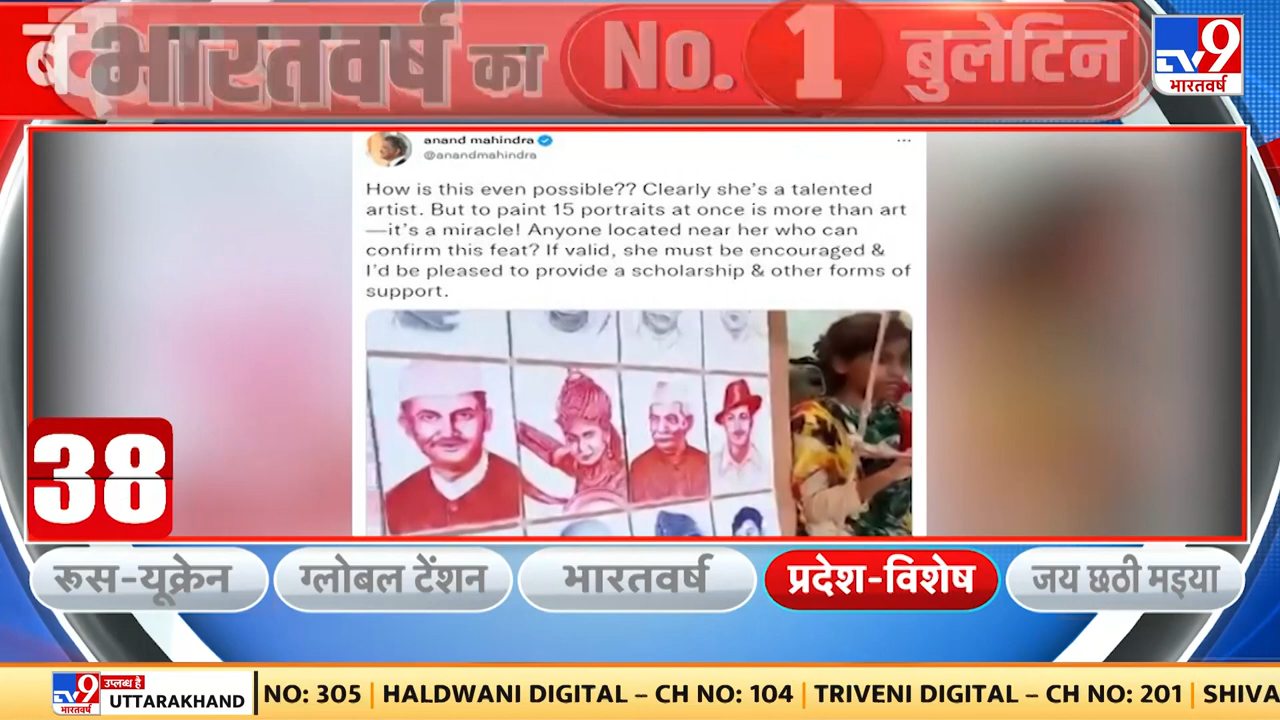 भारतवर्ष का No. 1 बुलेटिन
TV9
भारतवर्ष
anand mahindra
@anandmahindra
How is this even possible?? Clearly she's a talented
artist. But to paint 15 portraits at once is more than art
—it's a miracle! Anyone located near her who can
confirm this feat? If valid, she must be encouraged &
I'd be pleased to provide a scholarship & other forms of
support.
38
रूस-यूक्रेन
ग्लोबल टेंशन
भारतवर्ष
प्रदेश-विशेष
जय छठी मइया
TV9 भारतवर्ष उपलब्ध है UTTARAKHAND NO: 305 | HALDWANI DIGITAL – CH NO: 104 | TRIVENI DIGITAL – CH NO: 201 | SHIVA